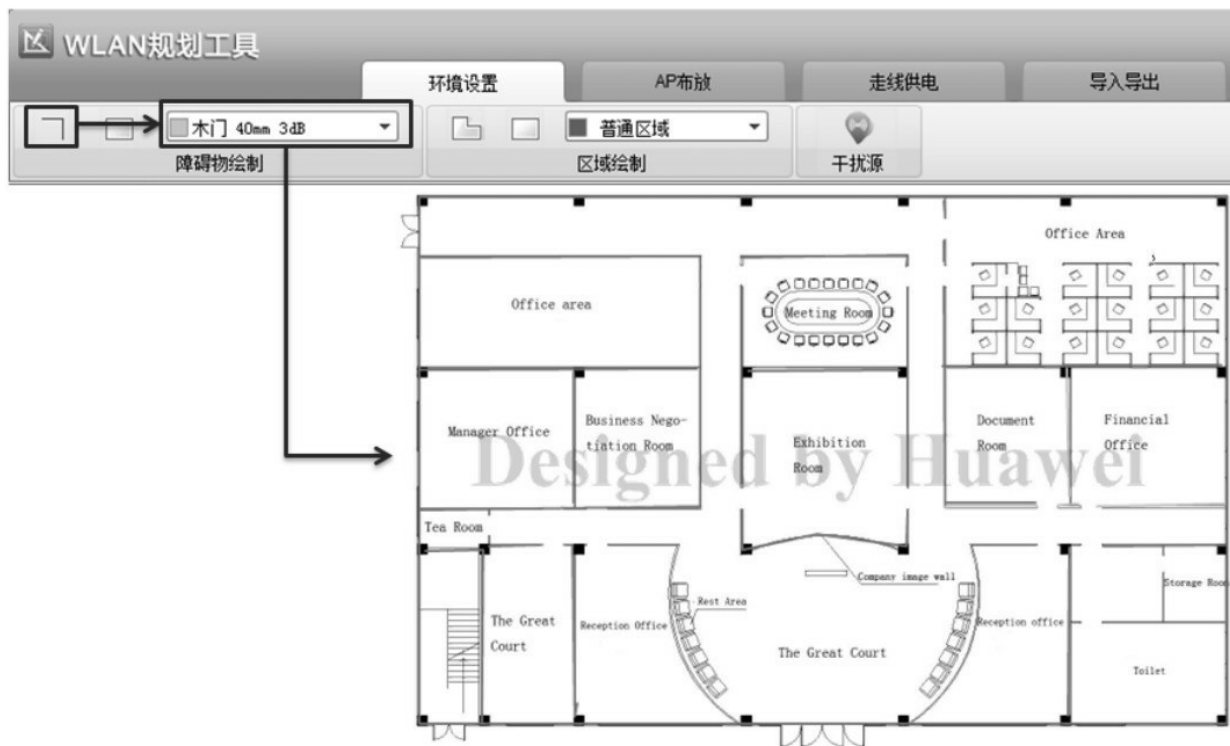 WLAN规划工具
环境设置
AP布放
走线供电
导入导出
木门 40mm 3dB
普通区域
障碍物绘制
区域绘制
干扰源
Office Area
Office area
Meeting Room
Manager Office
Business Nego-
tiation Room
Exhibition
Room
Document
Room
Financial
Office
Designed by Huawei
Tea Room
Company image wall
Storage Room
Rest Area
The Great
Court
Reception Office
The Great Court
Reception office
Toilet